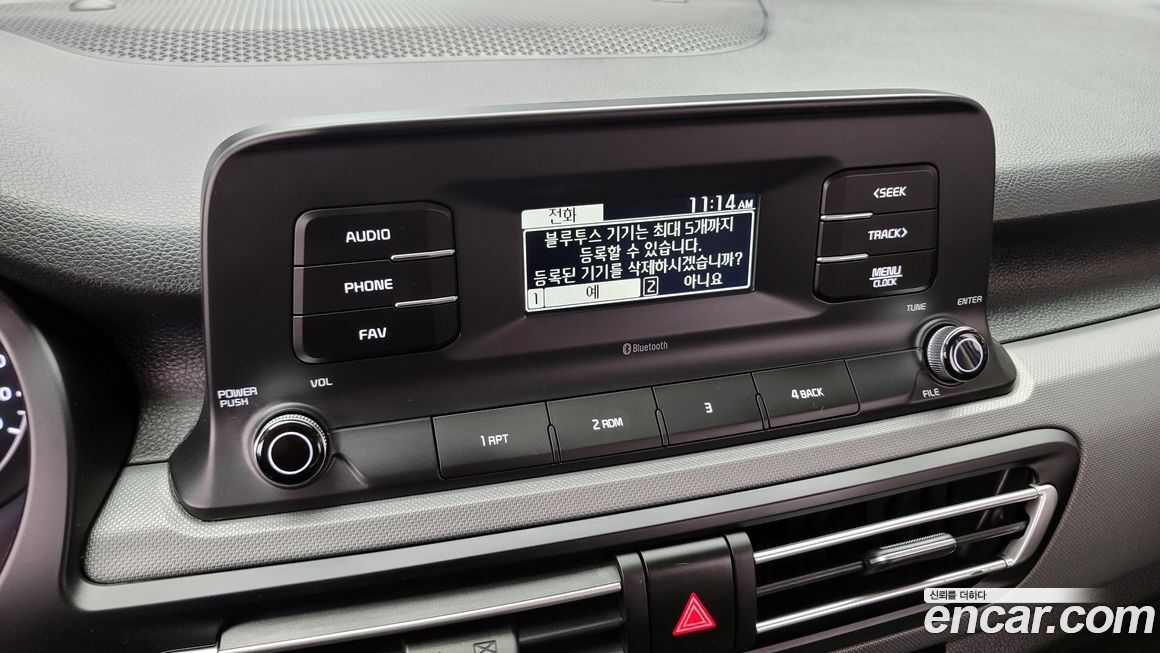 전화
11:14 AM
블루투스 기기는 최대 5개까지
등록할 수 있습니다.
등록된 기기를 삭제하시겠습니까?
1 예 2 아니요
AUDIO
PHONE
FAV
<SEEK
TRACK>
MENU
CLOCK
Bluetooth
POWER
PUSH
VOL
TUNE
ENTER
FILE
1 RPT
2 RDM
3
4 BACK
신뢰를 더하다
encar.com